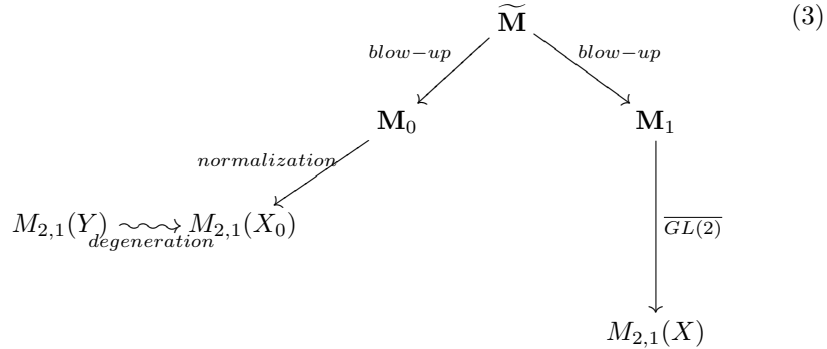 (3)
M̃
blow−up blow−up
M₀ M₁
normalization
M₂,₁(Y) M₂,₁(X₀) GL(2)‾
degeneration
M₂,₁(X)